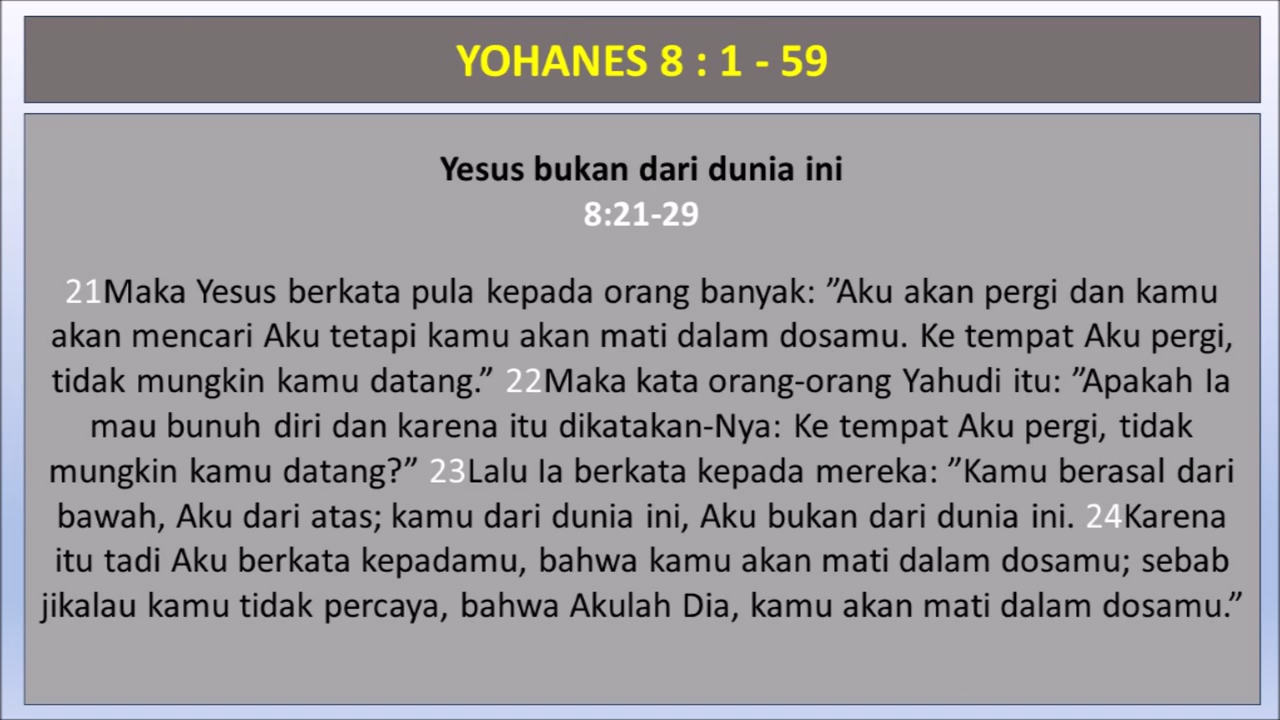 YOHANES 8 : 1 - 59
Yesus bukan dari dunia ini
8:21-29
21Maka Yesus berkata pula kepada orang banyak: ”Aku akan pergi dan kamu
akan mencari Aku tetapi kamu akan mati dalam dosamu. Ke tempat Aku pergi,
tidak mungkin kamu datang.” 22Maka kata orang-orang Yahudi itu: ”Apakah Ia
mau bunuh diri dan karena itu dikatakan-Nya: Ke tempat Aku pergi, tidak
mungkin kamu datang?” 23Lalu Ia berkata kepada mereka: ”Kamu berasal dari
bawah, Aku dari atas; kamu dari dunia ini, Aku bukan dari dunia ini. 24Karena
itu tadi Aku berkata kepadamu, bahwa kamu akan mati dalam dosamu; sebab
jikalau kamu tidak percaya, bahwa Akulah Dia, kamu akan mati dalam dosamu.”